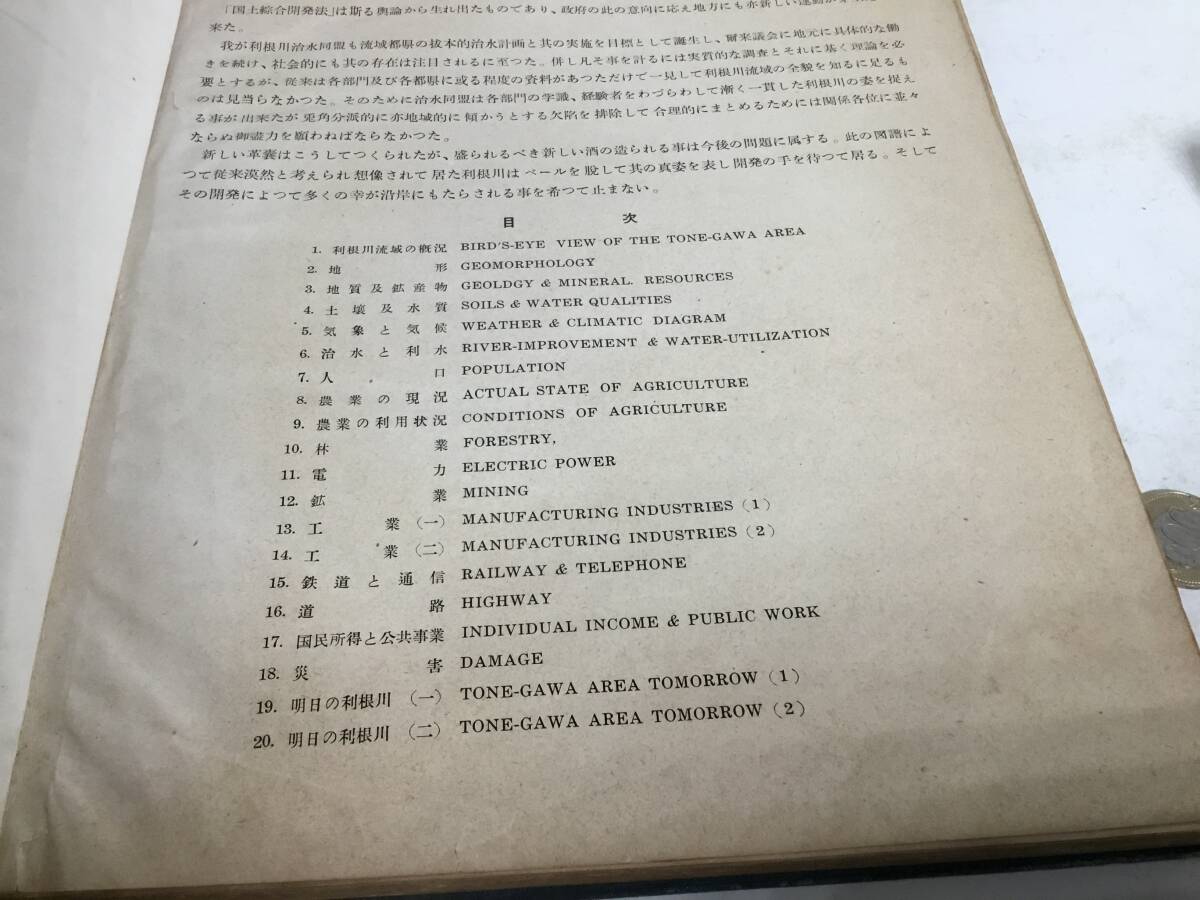 「国土綜合開発法」は斯る輿論から生れ出たものであり、政府の此の意向に応え地方にも亦新しい運動が
来た。
我が利根川治水同盟も流域都県の抜本的治水計画と其の実施を目標として誕生し、爾来議会に地元に具体的な働
きを続け、社会的にも其の存在は注目されるに至つた。併し凡そ事を計るには実質的な調査とそれに基く理論を必
要とするが、従来は各部門及び各都県に或る程度の資料があつただけで一見して利根川流域の全貌を知るに足るも
のは見当らなかつた。そのために治水同盟は各部門の学識、経験者をわづらわして漸く一貫した利根川の姿を捉え
る事が出来たが兎角分派的に亦地域的に傾かうとする欠陥を排除して合理的にまとめるためには関係各位に並々
ならぬ御盡力を願わねばならなかつた。
新しい革嚢はこうしてつくられたが、盛られるべき新しい酒の造られる事は今後の問題に属する。此の図譜によ
つて従来漠然と考えられ想像されて居た利根川はベールを脱して其の真姿を表し開発の手を待つて居る。そして
その開発によつて多くの幸が沿岸にもたらされる事を希つて止まない。
目 次
1. 利根川流域の概況 BIRD'S-EYE VIEW OF THE TONE-GAWA AREA
2. 地 形 GEOMORPHOLOGY
3. 地質及鉱産物 GEOLDGY & MINERAL. RESOURCES
4. 土壌及水質 SOILS & WATER QUALITIES
5. 気象と気候 WEATHER & CLIMATIC DIAGRAM
6. 治水と利水 RIVER-IMPROVEMENT & WATER-UTILIZATION
7. 人 口 POPULATION
8. 農業の現況 ACTUAL STATE OF AGRICULTURE
9. 農業の利用状況 CONDITIONS OF AGRICULTURE
10. 林 業 FORESTRY,
11. 電 力 ELECTRIC POWER
12. 鉱 業 MINING
13. 工 業 (一) MANUFACTURING INDUSTRIES (1)
14. 工 業 (二) MANUFACTURING INDUSTRIES (2)
15. 鉄道と通信 RAILWAY & TELEPHONE
16. 道 路 HIGHWAY
17. 国民所得と公共事業 INDIVIDUAL INCOME & PUBLIC WORK
18. 災 害 DAMAGE
19. 明日の利根川 (一) TONE-GAWA AREA TOMORROW (1)
20. 明日の利根川 (二) TONE-GAWA AREA TOMORROW (2)